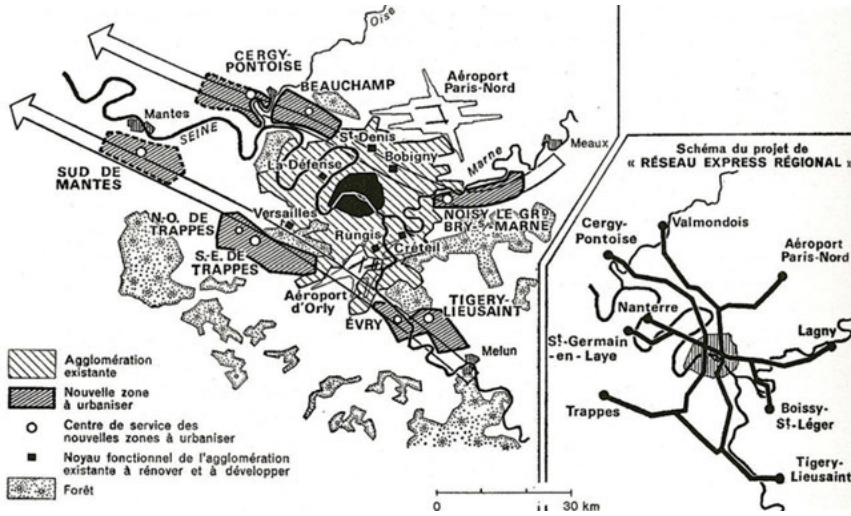 Oise
CERGY-
PONTOISE
BEAUCHAMP
Aéroport
Paris-Nord
Mantes
SEINE
St Denis
Bobigny
La Défense
Marne
Meaux
SUD DE
MANTES
Versailles
NOISY LE GRD
BRY-S-MARNE
N.O. DE
TRAPPES
Rungis
Créteil
S.-E. DE
TRAPPES
Aéroport
d'Orly
ÉVRY
TIGERY-
LIEUSAINT
Melun
Agglomération
existante
Nouvelle zone
à urbaniser
Centre de service des
nouvelles zones à urbaniser
Noyau fonctionnel de l'agglomération
existante à rénover et à développer
Forêt
0 30 km
Schéma du projet de
« RÉSEAU EXPRESS RÉGIONAL »
Cergy-
Pontoise
Valmondois
Aéroport
Paris-Nord
Nanterre
St-Germain
-en-Laye
Lagny
Trappes
Boissy-
St-Léger
Tigery-
Lieusaint